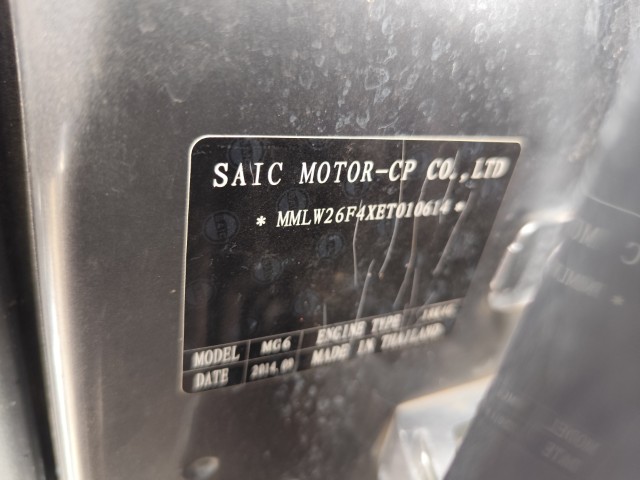 SAIC MOTOR-CP CO.,LTD
* MMLW26F4XET010614 *
MODEL MG6 ENGINE TYPE
DATE 2014.09 MADE IN THAILAND